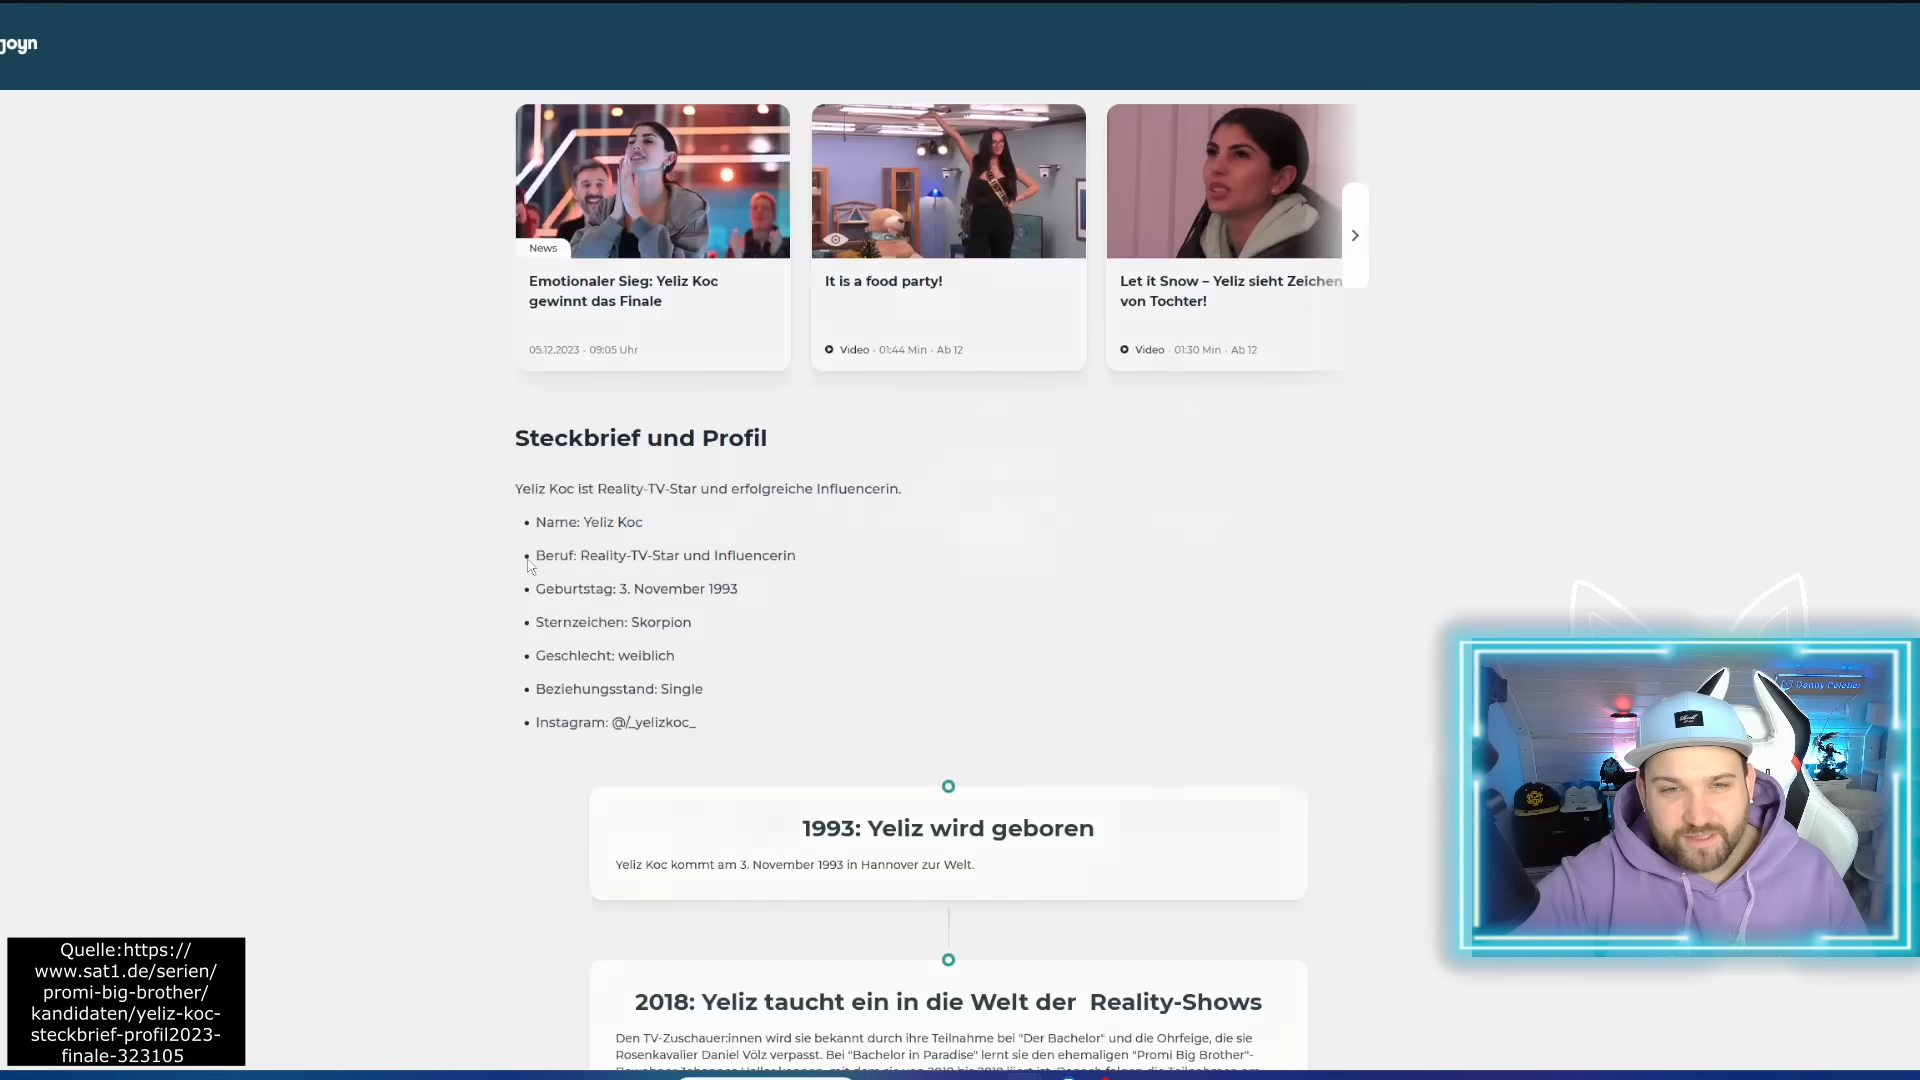 joyn
News
Emotionaler Sieg: Yeliz Koc
gewinnt das Finale
05.12.2023 · 09:05 Uhr
It is a food party!
Video · 01:44 Min · Ab 12
Let it Snow – Yeliz sieht Zeichen
von Tochter!
Video · 01:30 Min · Ab 12
Steckbrief und Profil
Yeliz Koc ist Reality-TV-Star und erfolgreiche Influencerin.
• Name: Yeliz Koc
• Beruf: Reality-TV-Star und Influencerin
• Geburtstag: 3. November 1993
• Sternzeichen: Skorpion
• Geschlecht: weiblich
• Beziehungsstand: Single
• Instagram: @/_yelizkoc_
1993: Yeliz wird geboren
Yeliz Koc kommt am 3. November 1993 in Hannover zur Welt.
2018: Yeliz taucht ein in die Welt der Reality-Shows
Den TV-Zuschauer:innen wird sie bekannt durch ihre Teilnahme bei "Der Bachelor" und die Ohrfeige, die sie
Rosenkavalier Daniel Völz verpasst. Bei "Bachelor in Paradise" lernt sie den ehemaligen "Promi Big Brother"-
Quelle:https://
www.sat1.de/serien/
promi-big-brother/
kandidaten/yeliz-koc-
steckbrief-profil2023-
finale-323105